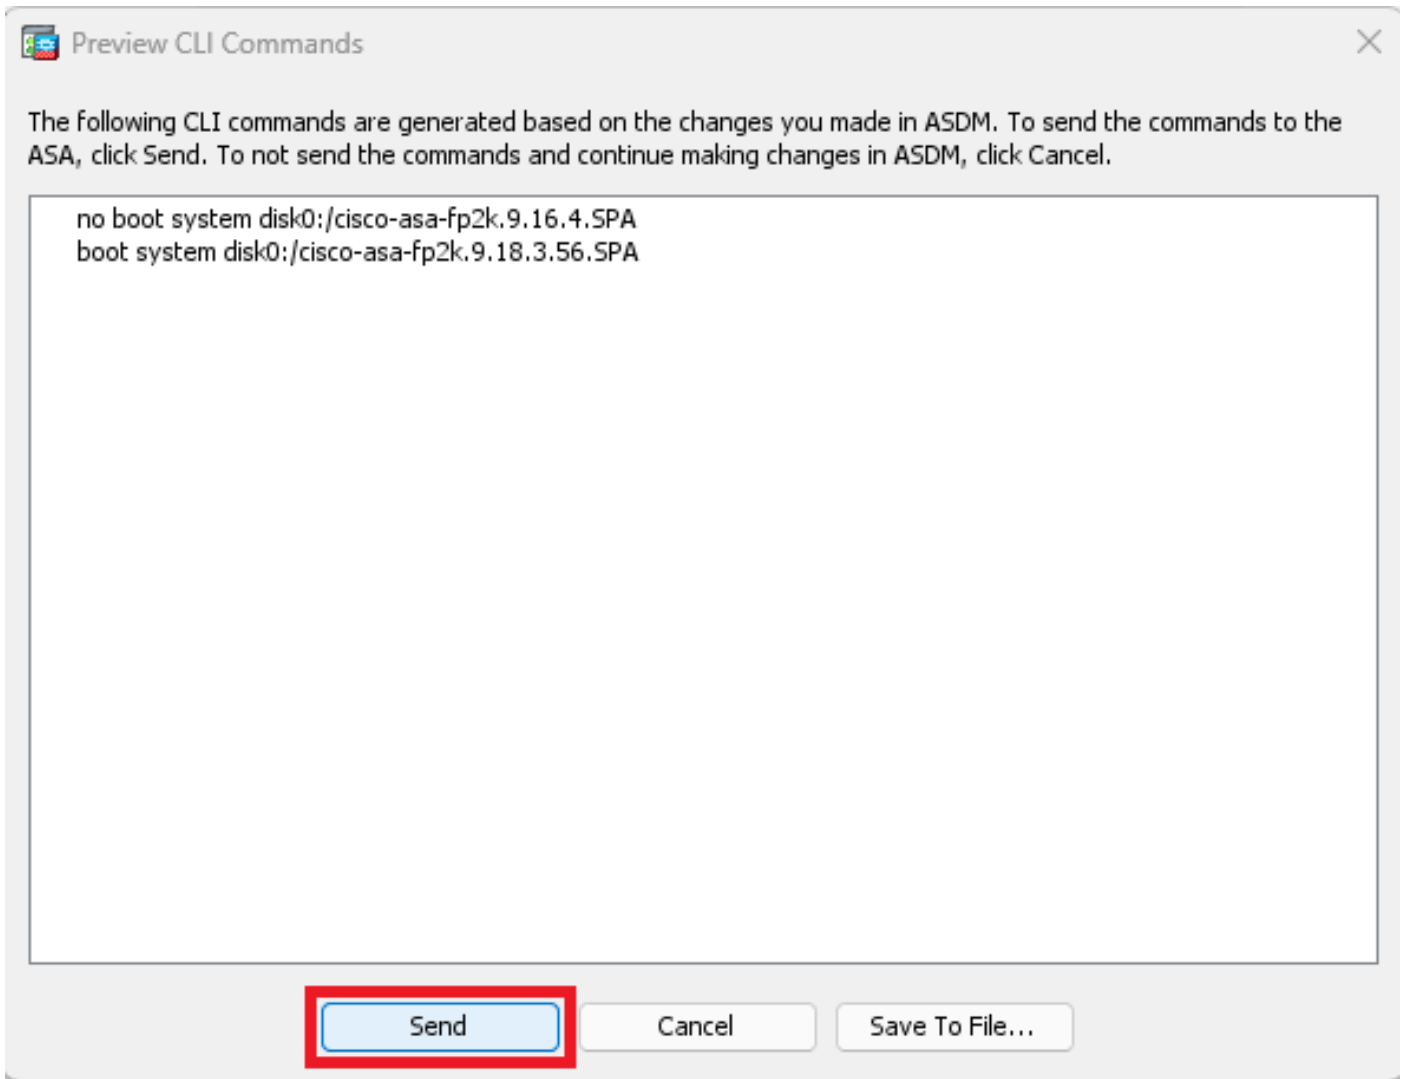 Preview CLI Commands
The following CLI commands are generated based on the changes you made in ASDM. To send the commands to the
ASA, click Send. To not send the commands and continue making changes in ASDM, click Cancel.
no boot system disk0:/cisco-asa-fp2k.9.16.4.SPA
boot system disk0:/cisco-asa-fp2k.9.18.3.56.SPA
Send Cancel Save To File...